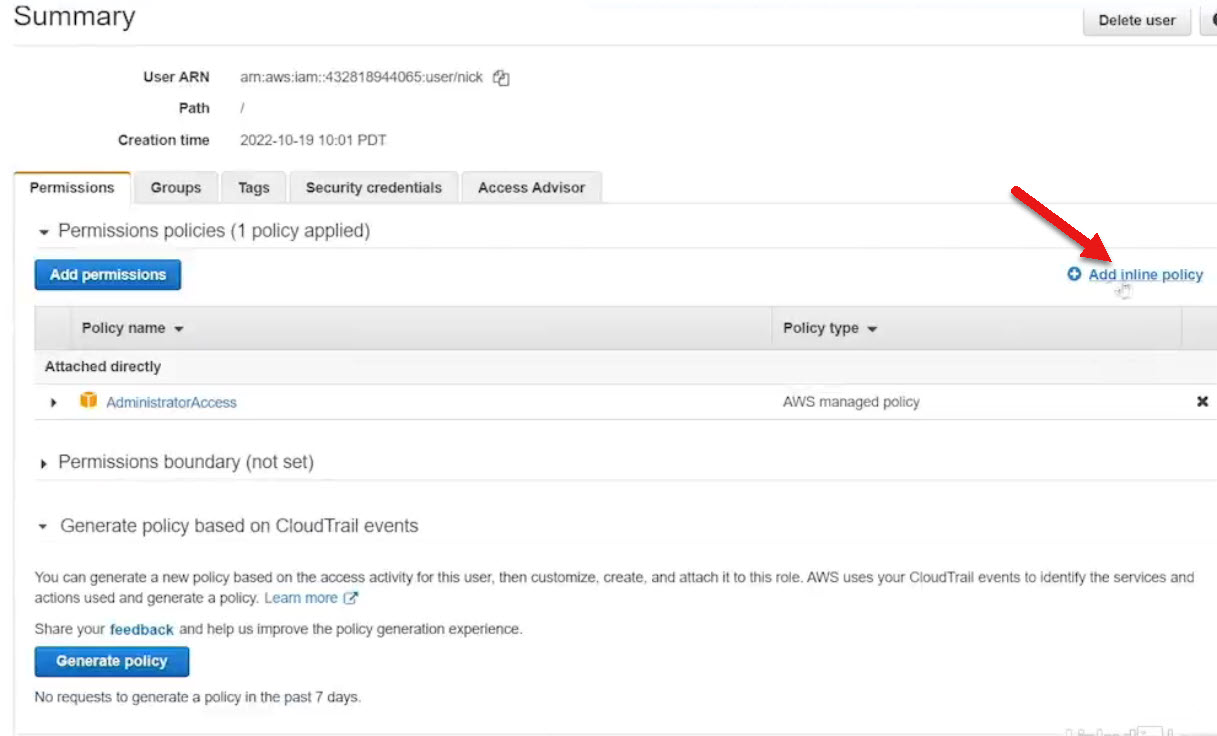 Summary
Delete user
User ARN arn:aws:iam::432818944065:user/nick
Path /
Creation time 2022-10-19 10:01 PDT
Permissions Groups Tags Security credentials Access Advisor
Permissions policies (1 policy applied)
Add permissions Add inline policy
Policy name Policy type
Attached directly
AdministratorAccess AWS managed policy
Permissions boundary (not set)
Generate policy based on CloudTrail events
You can generate a new policy based on the access activity for this user, then customize, create, and attach it to this role. AWS uses your CloudTrail events to identify the services and
actions used and generate a policy. Learn more
Share your feedback and help us improve the policy generation experience.
Generate policy
No requests to generate a policy in the past 7 days.